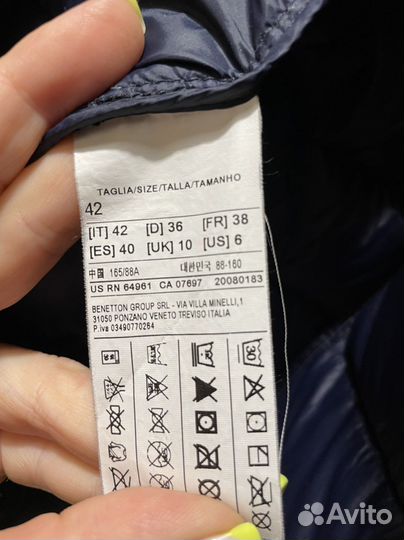 TAGLIA/SIZE/TALLA/TAMANHO
42
[IT] 42 [D] 36 [FR] 38
[ES] 40 [UK] 10 [US] 6
中国 165/88A 대한민국 88-160
US RN 64961 CA 07697 20080183
BENETTON GROUP SRL - VIA VILLA MINELLI,1
31050 PONZANO VENETO TREVISO ITALIA
P.iva 03490770264
Avito